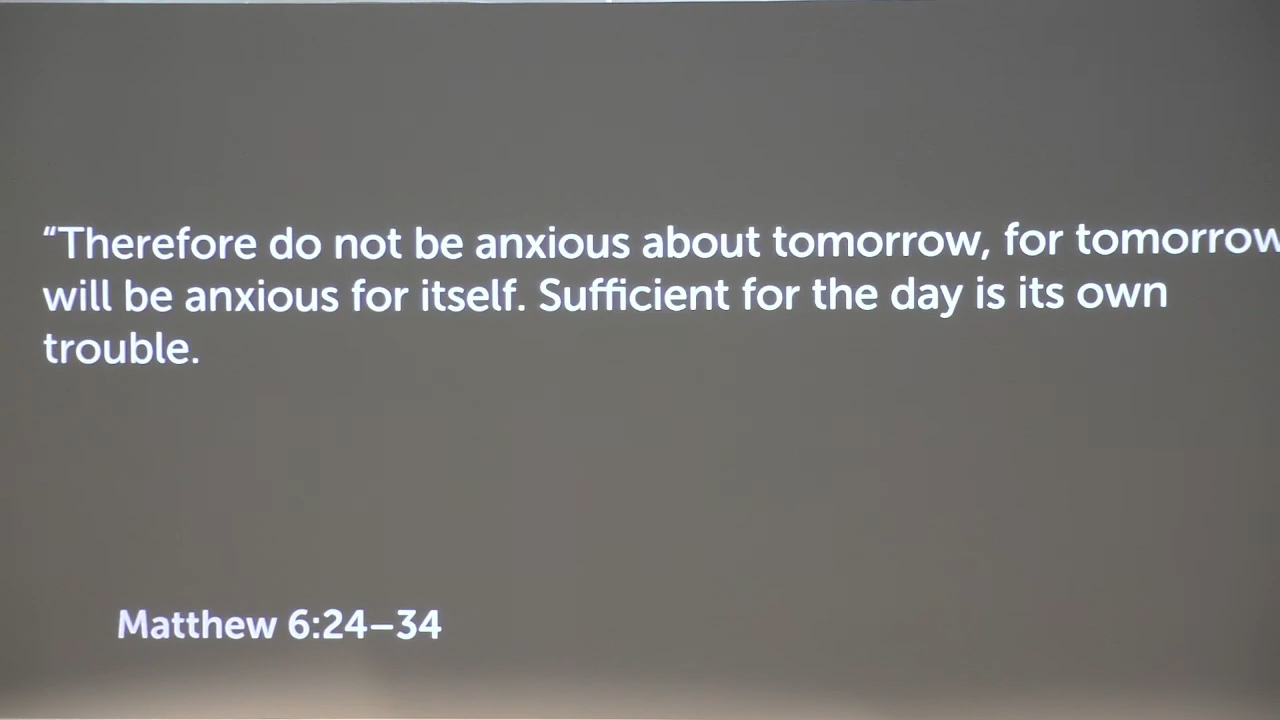 “Therefore do not be anxious about tomorrow, for tomorrow
will be anxious for itself. Sufficient for the day is its own
trouble.
Matthew 6:24–34